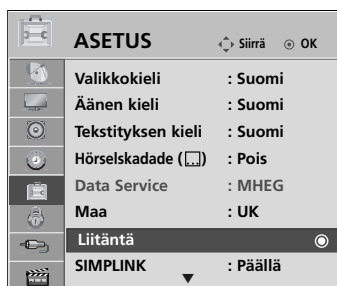 ASETUS Siirrä OK
Valikkokieli : Suomi
Äänen kieli : Suomi
Tekstityksen kieli : Suomi
Hörselskadade (...) : Pois
Data Service : MHEG
Maa : UK
Liitäntä
SIMPLINK : Päällä